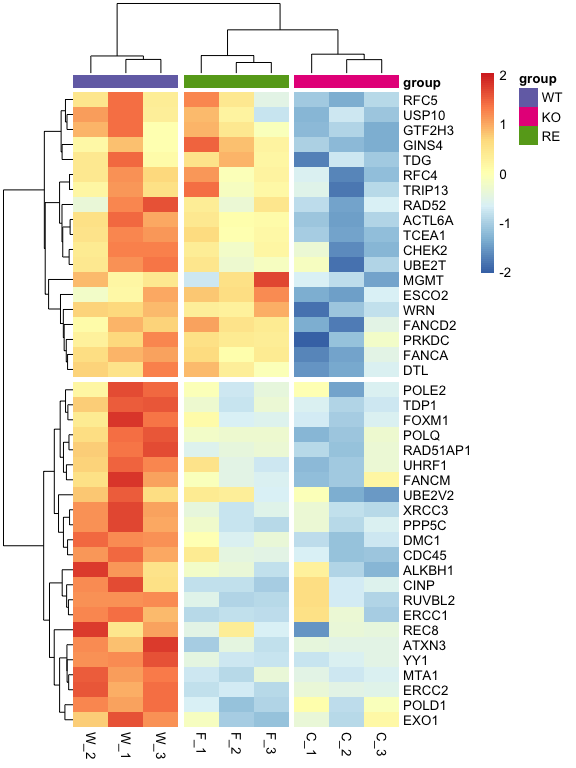 group
RFC5
USP10
GTF2H3
GINS4
TDG
RFC4
TRIP13
RAD52
ACTL6A
TCEA1
CHEK2
UBE2T
MGMT
ESCO2
WRN
FANCD2
PRKDC
FANCA
DTL
POLE2
TDP1
FOXM1
POLQ
RAD51AP1
UHRF1
FANCM
UBE2V2
XRCC3
PPP5C
DMC1
CDC45
ALKBH1
CINP
RUVBL2
ERCC1
REC8
ATXN3
YY1
MTA1
ERCC2
POLD1
EXO1
W_2 W_1 W_3 F_1 F_2 F_3 C_1 C_2 C_3
2
1
0
-1
-2
group
WT
KO
RE